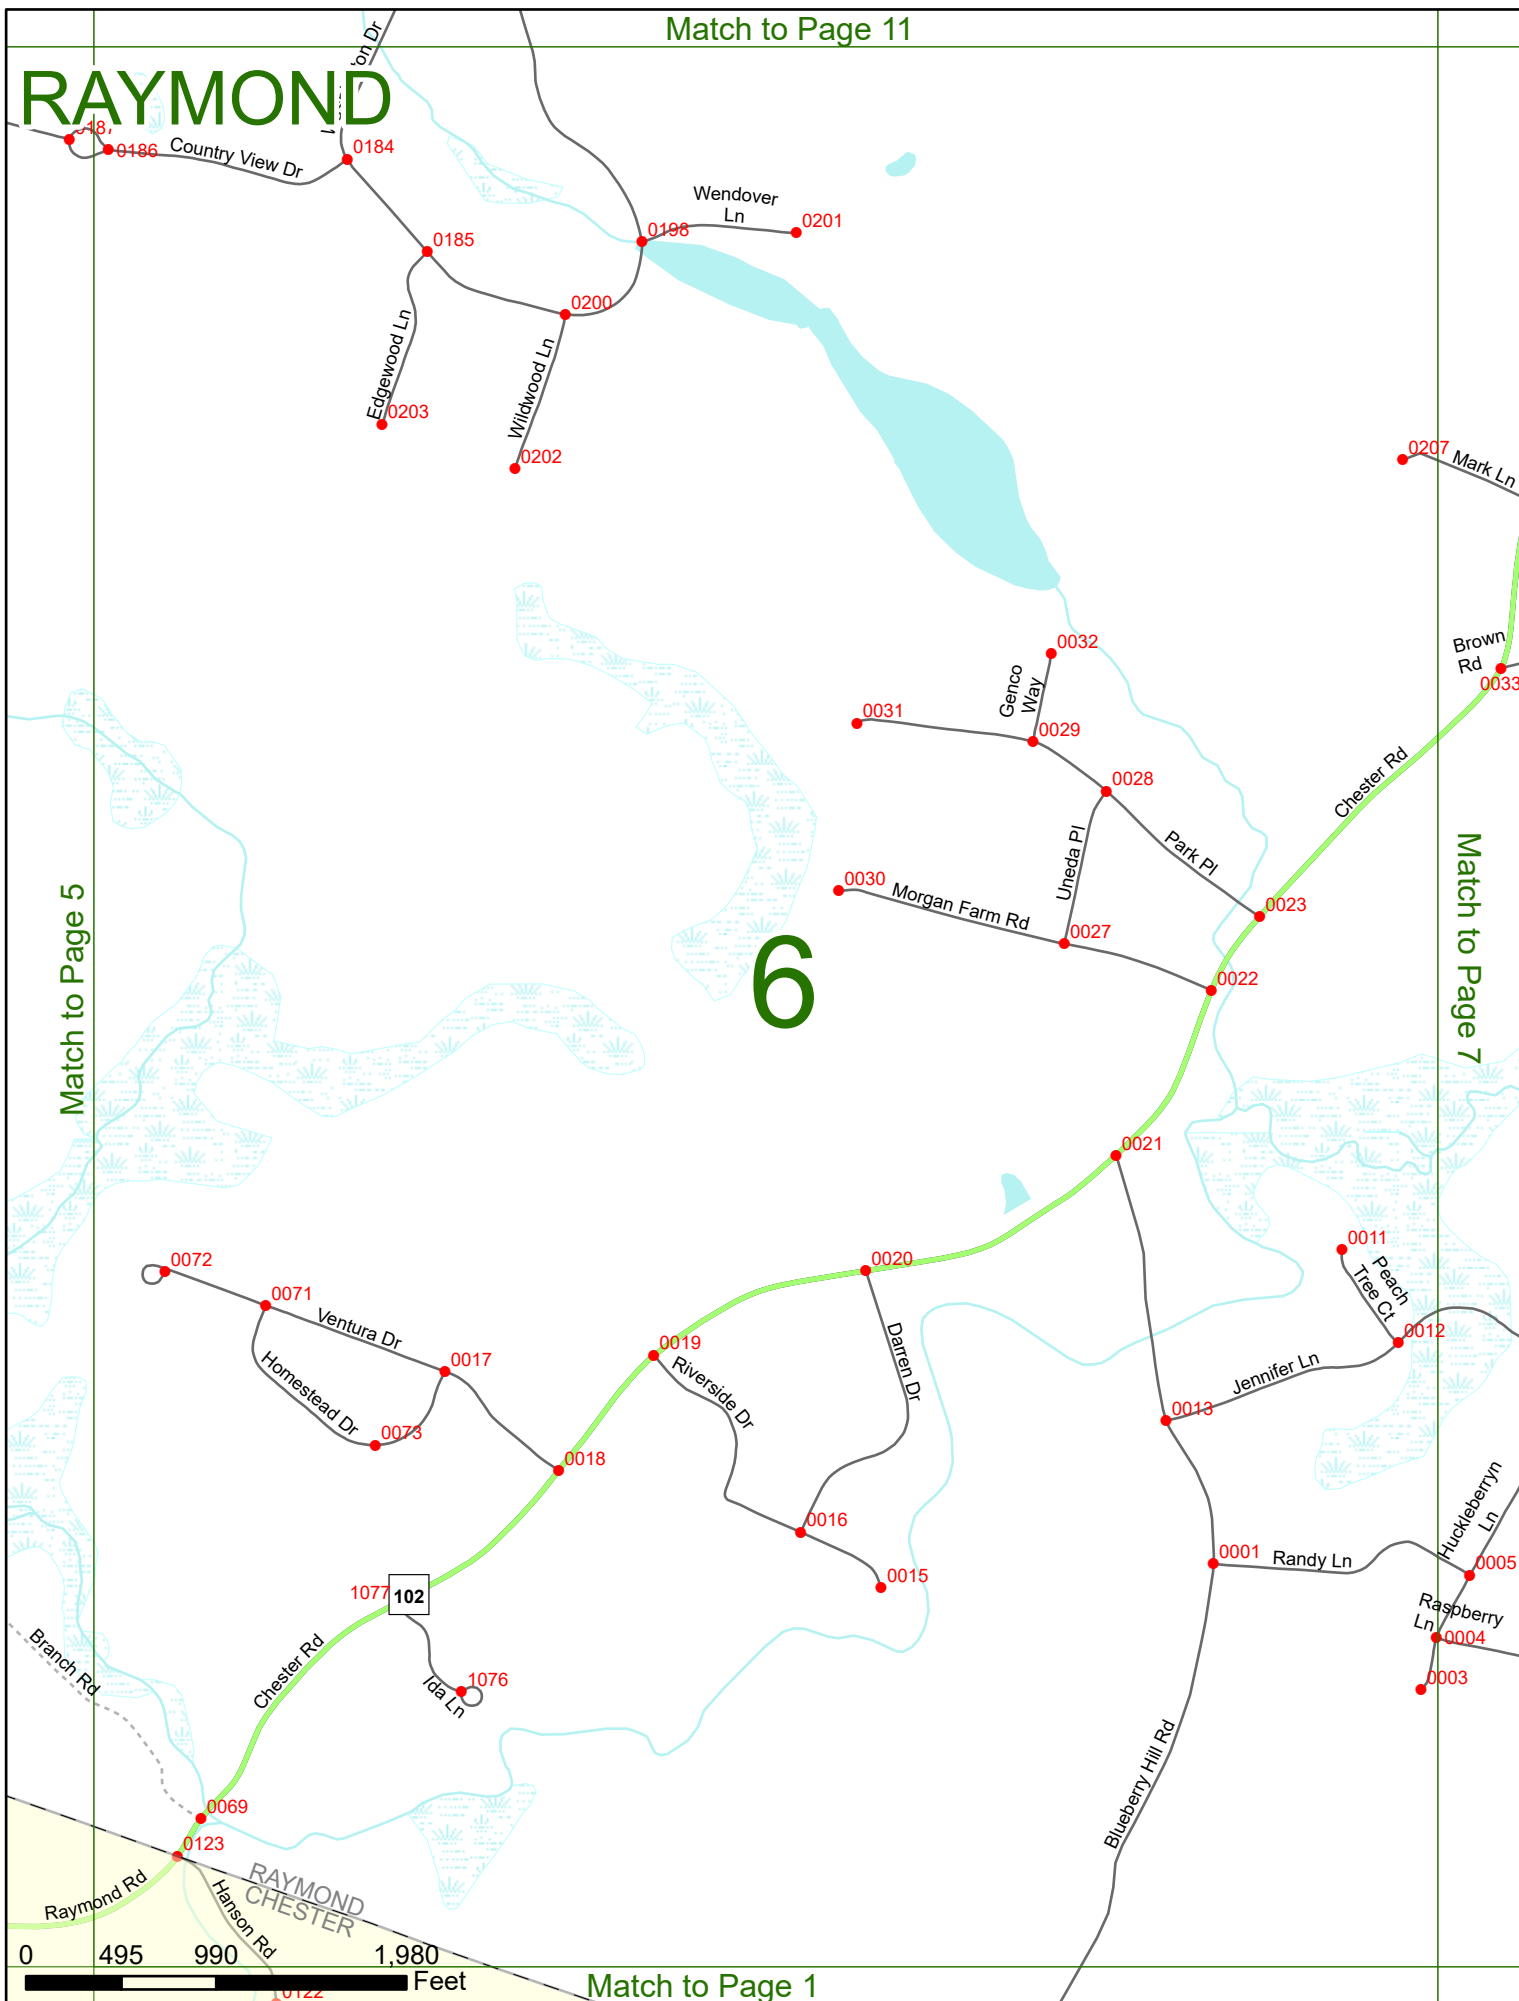 Match to Page 11
RAYMOND
on Dr
0186
Country View Dr
0184
0185
0198
Wendover
Ln
0201
0200
Edgewood Ln
0203
Wildwood Ln
0202
0207
Mark Ln
Brown
Rd
0033
0032
Genco
Way
0031
0029
0028
Chester Rd
Uneda Pl
Park Pl
Match to Page 5
Match to Page 7
0030
Morgan Farm Rd
0027
0023
6
0022
0021
0011
Peach
Tree Ct
0012
0072
0071
Ventura Dr
0020
0019
Homestead Dr
0017
0073
Riverside Dr
Darren Dr
Jennifer Ln
0013
0018
Huckleberryn
Ln
0016
0015
0001
Randy Ln
0005
1077
102
Raspberry
Ln
0004
0003
Branch Rd
Chester Rd
1076
Ida Ln
Blueberry Hill Rd
0069
0123
Raymond Rd
Hanson Rd
RAYMOND
CHESTER
0 495 990 1,980
Feet
0122
Match to Page 1